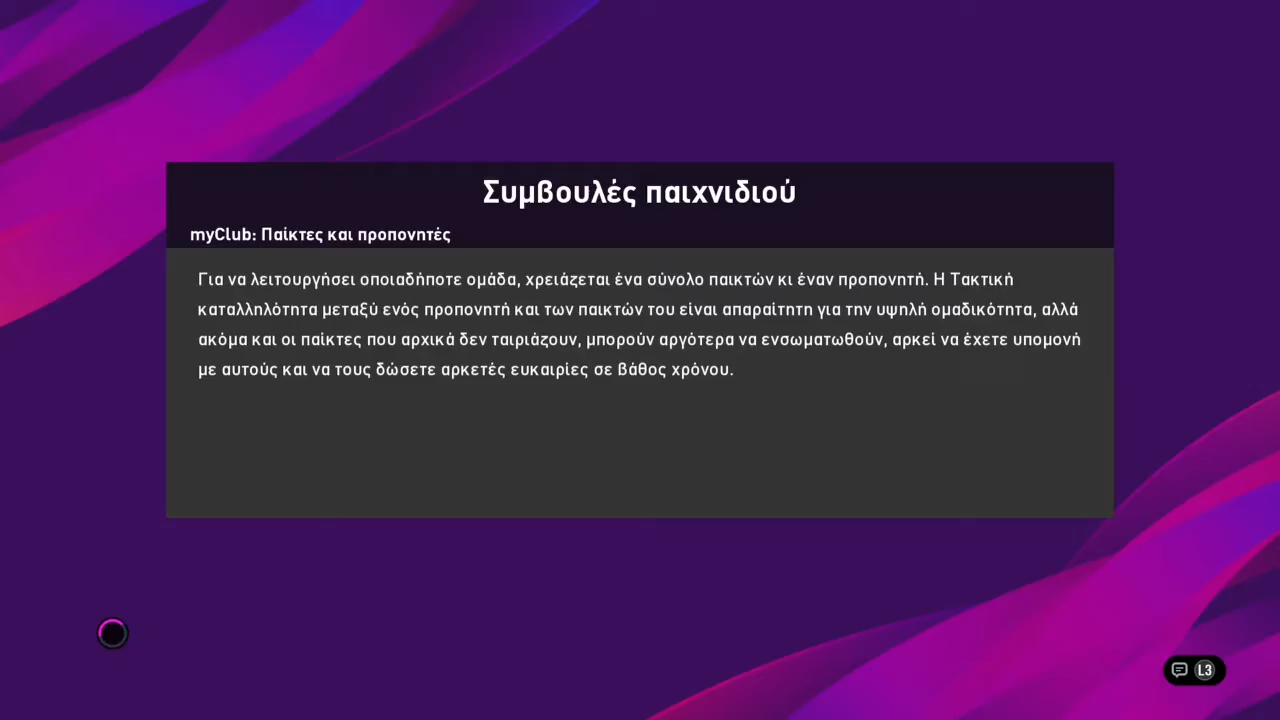 Συμβουλές παιχνιδιού
myClub: Παίκτες και προπονητές
Για να λειτουργήσει οποιαδήποτε ομάδα, χρειάζεται ένα σύνολο παικτών κι έναν προπονητή. Η Τακτική
καταλληλότητα μεταξύ ενός προπονητή και των παικτών του είναι απαραίτητη για την υψηλή ομαδικότητα, αλλά
ακόμα και οι παίκτες που αρχικά δεν ταιριάζουν, μπορούν αργότερα να ενσωματωθούν, αρκεί να έχετε υπομονή
με αυτούς και να τους δώσετε αρκετές ευκαιρίες σε βάθος χρόνου.
L3